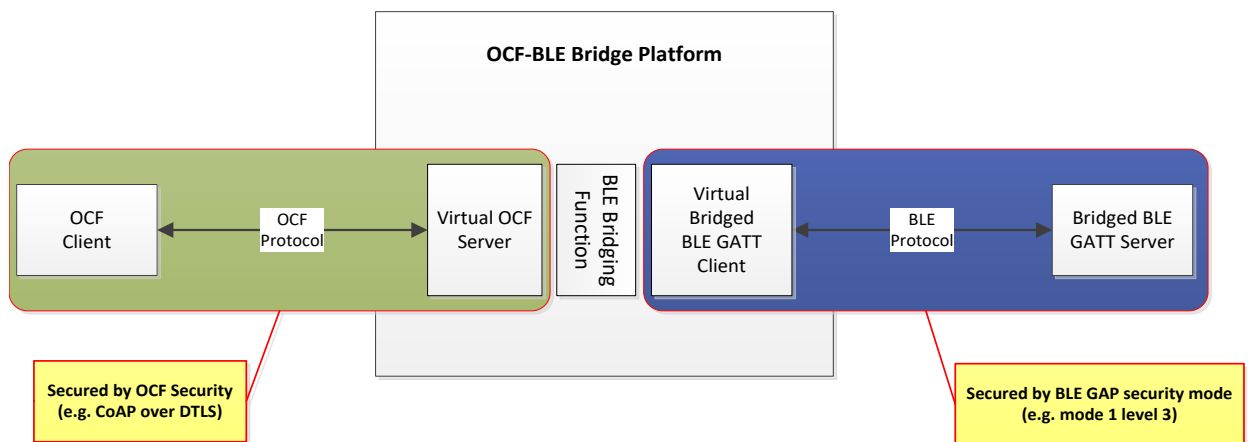 OCF-BLE Bridge Platform
OCF
Client
OCF
Protocol
Virtual OCF
Server
BLE Bridging
Function
Virtual
Bridged
BLE GATT
Client
BLE
Protocol
Bridged BLE
GATT Server
Secured by OCF Security
(e.g. CoAP over DTLS)
Secured by BLE GAP security mode
(e.g. mode 1 level 3)